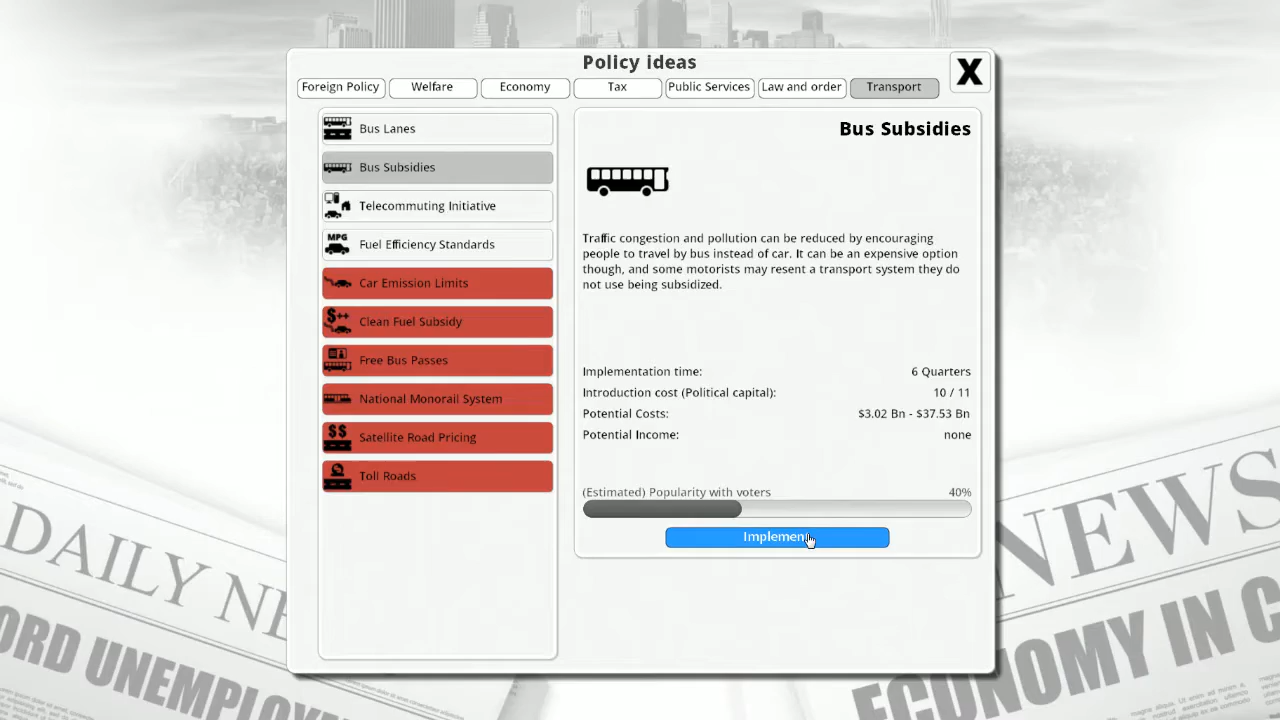 Policy ideas
X
Foreign Policy
Welfare
Economy
Tax
Public Services
Law and order
Transport
Bus Lanes
Bus Subsidies
Telecommuting Initiative
MPG
Fuel Efficiency Standards
Car Emission Limits
$++
Clean Fuel Subsidy
Free Bus Passes
National Monorail System
$$
Satellite Road Pricing
Toll Roads
Bus Subsidies
Traffic congestion and pollution can be reduced by encouraging
people to travel by bus instead of car. It can be an expensive option
though, and some motorists may resent a transport system they do
not use being subsidized.
Implementation time: 6 Quarters
Introduction cost (Political capital): 10 / 11
Potential Costs: $3.02 Bn - $37.53 Bn
Potential Income: none
(Estimated) Popularity with voters 40%
Implement
DAILY NE
ORD UNEMPLOY
NEWS
ECONOMY IN C